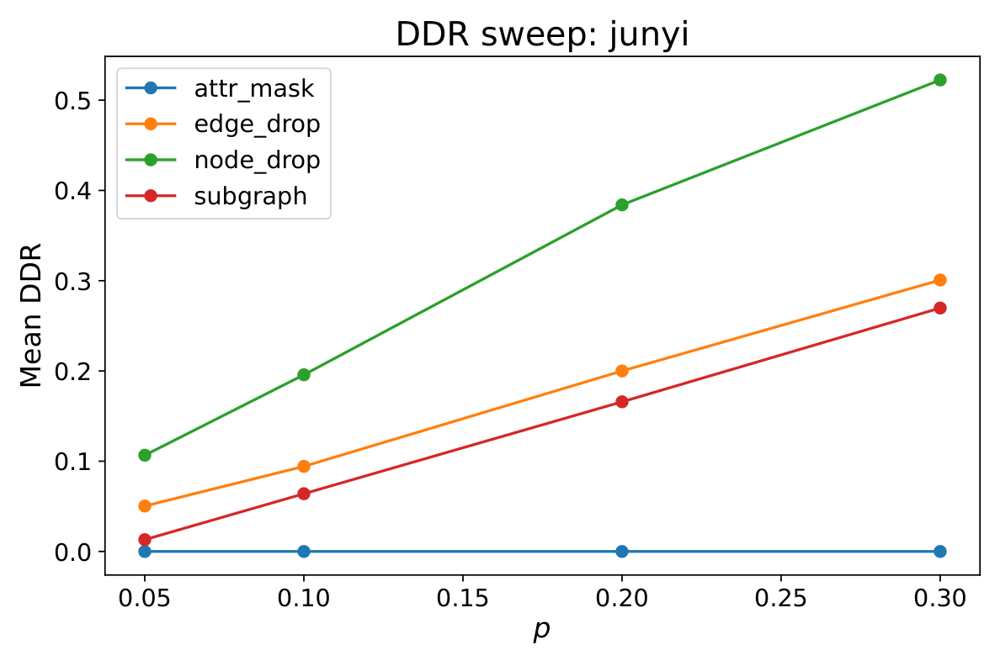 DDR sweep: junyi
attr_mask
edge_drop
node_drop
subgraph
Mean DDR
0.5
0.4
0.3
0.2
0.1
0.0
0.05 0.10 0.15 0.20 0.25 0.30
p